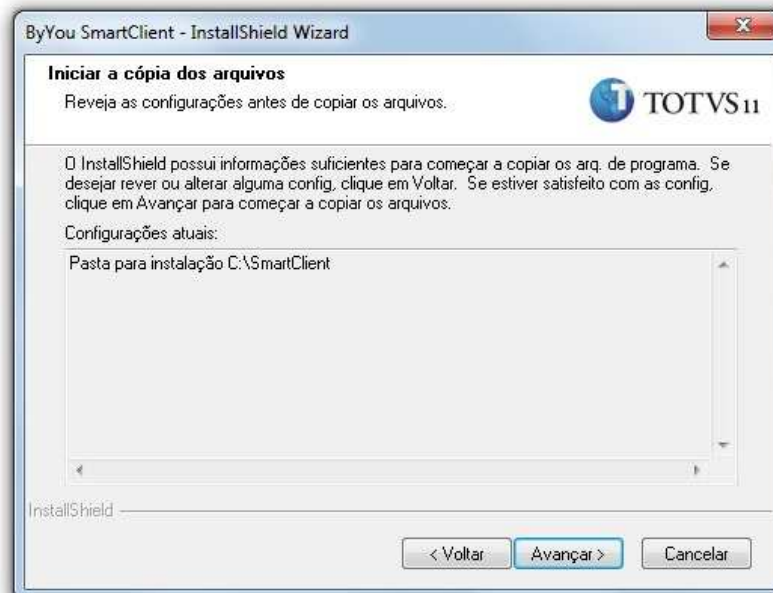 ByYou SmartClient - InstallShield Wizard
Iniciar a cópia dos arquivos
Reveja as configurações antes de copiar os arquivos.
TOTVS 11
O InstallShield possui informações suficientes para começar a copiar os arq. de programa. Se
desejar rever ou alterar alguma config, clique em Voltar. Se estiver satisfeito com as config,
clique em Avançar para começar a copiar os arquivos.
Configurações atuais:
Pasta para instalação C:\SmartClient
InstallShield
< Voltar
Avançar >
Cancelar